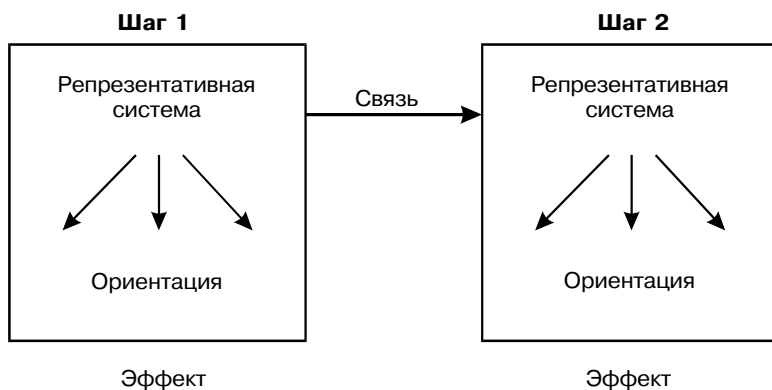 Шаг 1
Шаг 2
Репрезентативная
система
Связь
Репрезентативная
система
Ориентация
Ориентация
Эффект
Эффект